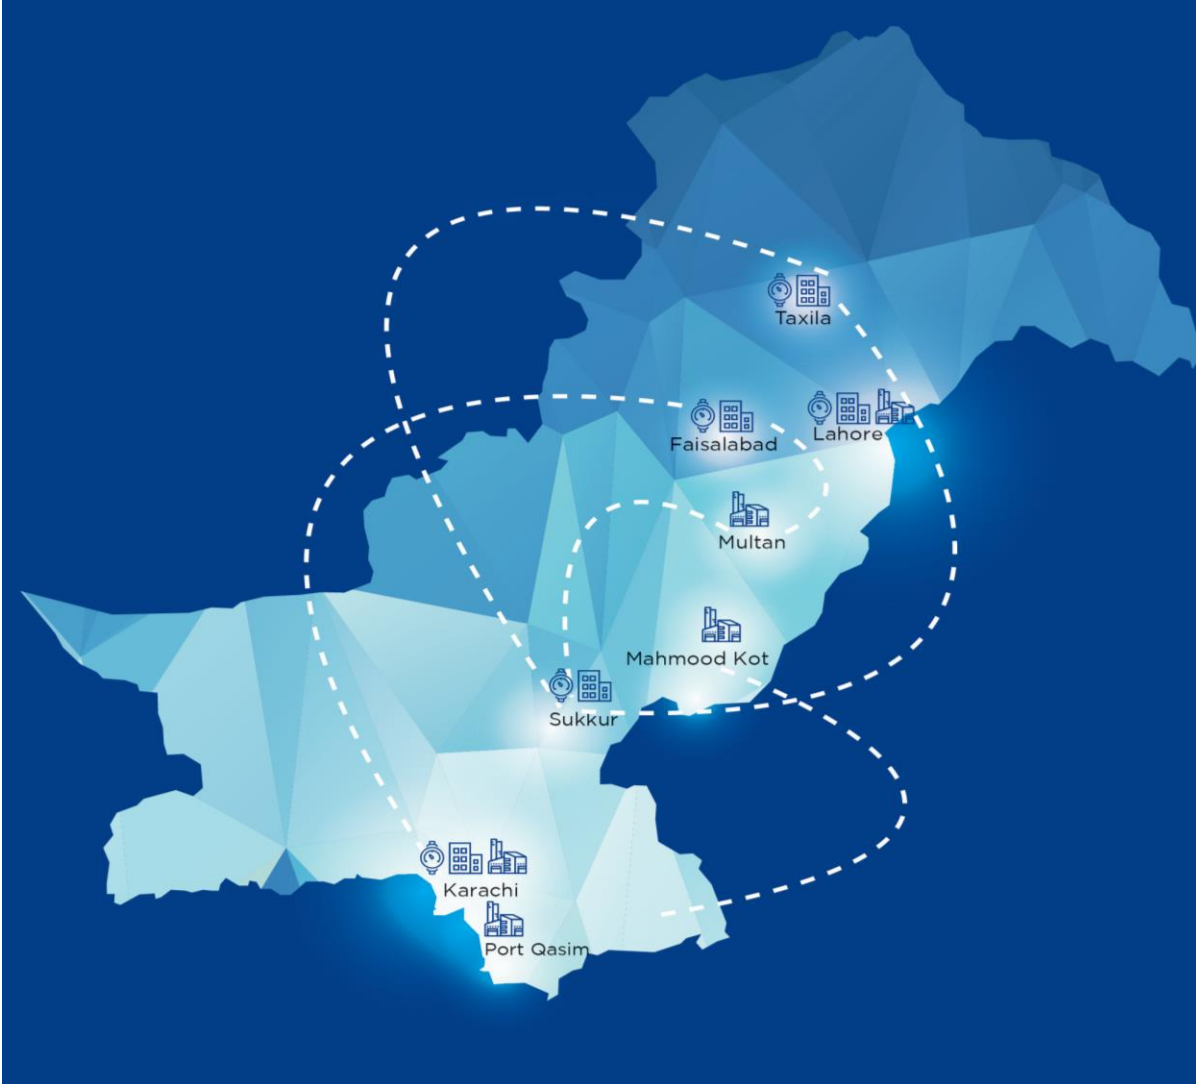 Taxila
Lahore
Faisalabad
Multan
Mahmood Kot
Sukkur
Karachi
Port Qasim